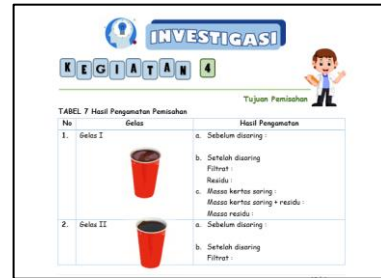 INVESTIGASI
KEGIATAN 4
Tujuan Pemisahan
TABEL 7 Hasil Pengamatan Pemisahan
No Gelas Hasil Pengamatan
1. Gelas I a. Sebelum disaring :
b. Setelah disaring
Filtrat :
Residu :
c. Massa kertas saring :
Massa kertas saring + residu :
Massa residu :
2. Gelas II a. Sebelum disaring :
b. Setelah disaring
Filtrat :